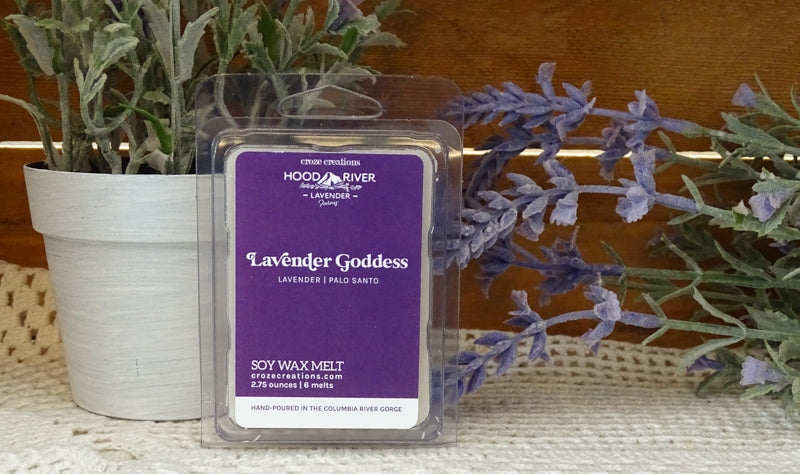 croze creations
HOOD RIVER
LAVENDER
Farms
Lavender Goddess
LAVENDER | PALO SANTO
SOY WAX MELT
crozecreations.com
2.75 ounces | 6 melts
HAND-POURED IN THE COLUMBIA RIVER GORGE